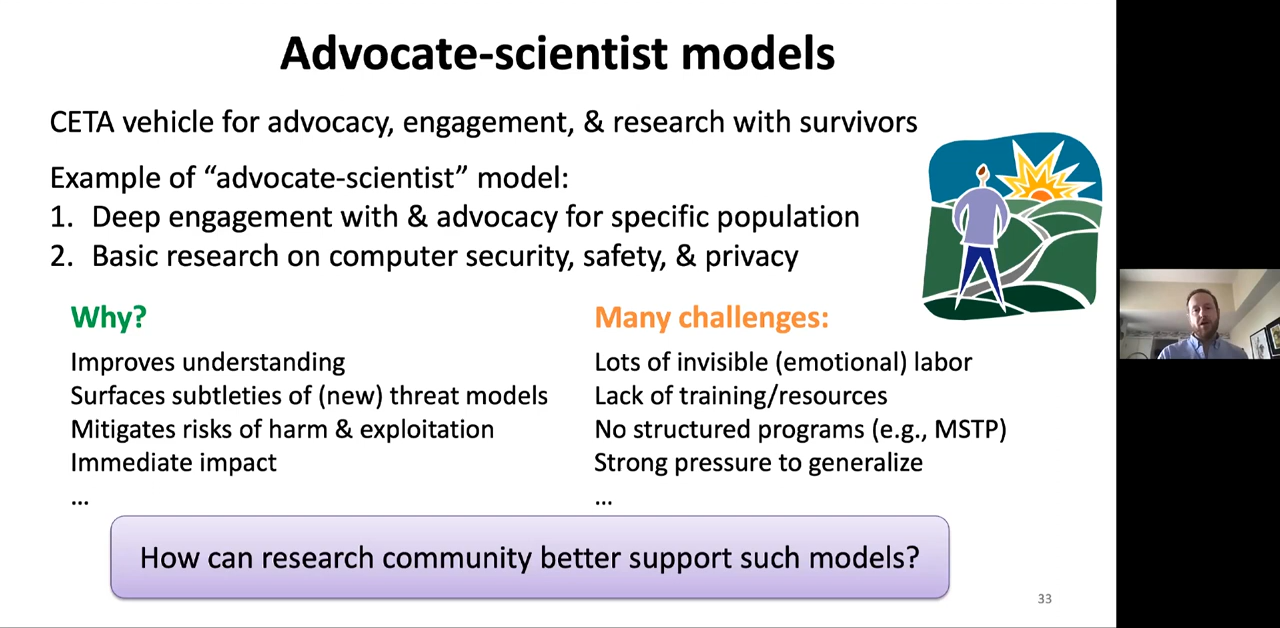 Advocate-scientist models
CETA vehicle for advocacy, engagement, & research with survivors
Example of “advocate-scientist” model:
1. Deep engagement with & advocacy for specific population
2. Basic research on computer security, safety, & privacy
Why?
Improves understanding
Surfaces subtleties of (new) threat models
Mitigates risks of harm & exploitation
Immediate impact
...
Many challenges:
Lots of invisible (emotional) labor
Lack of training/resources
No structured programs (e.g., MSTP)
Strong pressure to generalize
...
How can research community better support such models?
33